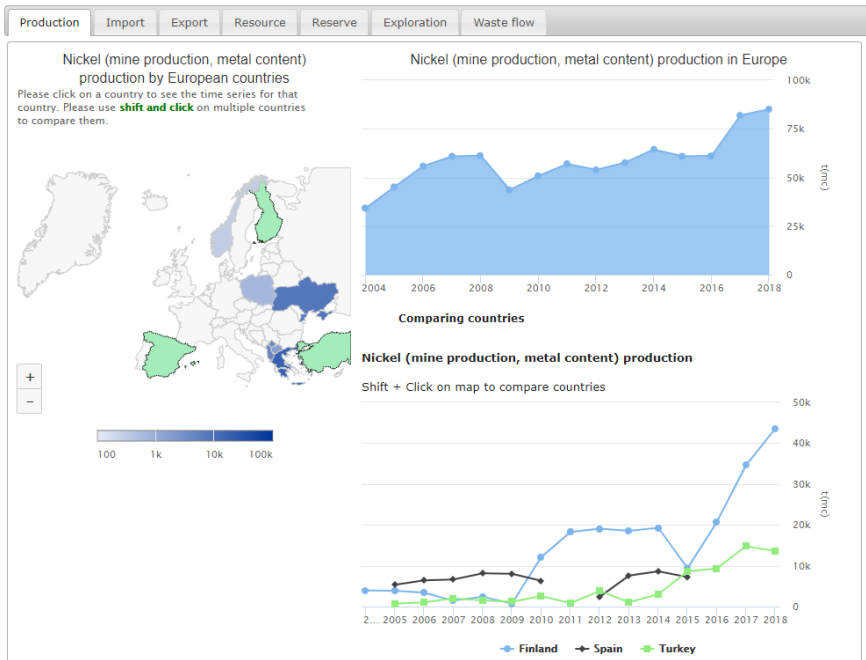 Production Import Export Resource Reserve Exploration Waste flow
Nickel (mine production, metal content)
production by European countries
Please click on a country to see the time series for that
country. Please use shift and click on multiple countries
to compare them.
+
−
100 1k 10k 100k
Nickel (mine production, metal content) production in Europe
100k
75k
50k
25k
0
t(mc)
2004 2006 2008 2010 2012 2014 2016 2018
Comparing countries
Nickel (mine production, metal content) production
Shift + Click on map to compare countries
50k
40k
30k
20k
10k
0
t(mc)
2... 2005 2006 2007 2008 2009 2010 2011 2012 2013 2014 2015 2016 2017 2018
Finland Spain Turkey